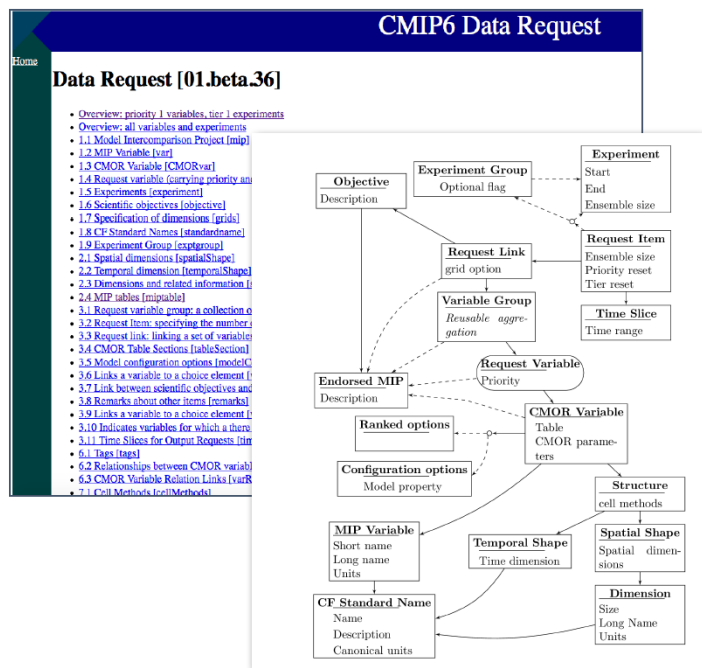 CMIP6 Data Request
Home
Data Request [01.beta.36]
Overview: priority 1 variables, tier 1 experiments
Overview: all variables and experiments
1.1 Model Intercomparison Project [mip]
1.2 MIP Variable [var]
1.3 CMOR Variable [CMORvar]
1.4 Request variable (carrying priority
1.5 Experiments [experiment]
1.6 Scientific objectives [objective]
1.7 Specification of dimensions [grids]
1.8 CF Standard Names [standardname]
1.9 Experiment Group [exptgroup]
2.1 Spatial dimensions [spatialShape]
2.2 Temporal dimension [temporalShape]
2.3 Dimensions and related information
2.4 MIP tables [miptable]
3.1 Request variable group: a collection
3.2 Request Item: specifying the number
3.3 Request link: linking a set of variables
3.4 CMOR Table Sections [tableSection]
3.5 Model configuration options
3.6 Links a variable to a choice element
3.7 Link between scientific objectives and
3.8 Remarks about other items [remarks]
3.9 Links a variable to a choice element
3.10 Indicates variables for which a there
3.11 Time Slices for Output Requests
6.1 Tags [tags]
6.2 Relationships between CMOR
6.3 CMOR Variable Relation Links
7.1 Cell Methods [cellMethods]
Experiment
Start
End
Ensemble size
Experiment Group
Optional flag
Objective
Description
Request Item
Ensemble size
Priority reset
Tier reset
Request Link
grid option
Variable Group
Reusable aggre-
gation
Time Slice
Time range
Request Variable
Priority
Endorsed MIP
Description
CMOR Variable
Table
CMOR parame-
ters
Ranked options
Configuration options
Model property
Structure
cell methods
MIP Variable
Short name
Long name
Units
Temporal Shape
Time dimension
Spatial Shape
Spatial dimen-
sions
CF Standard Name
Name
Description
Canonical units
Dimension
Size
Long Name
Units